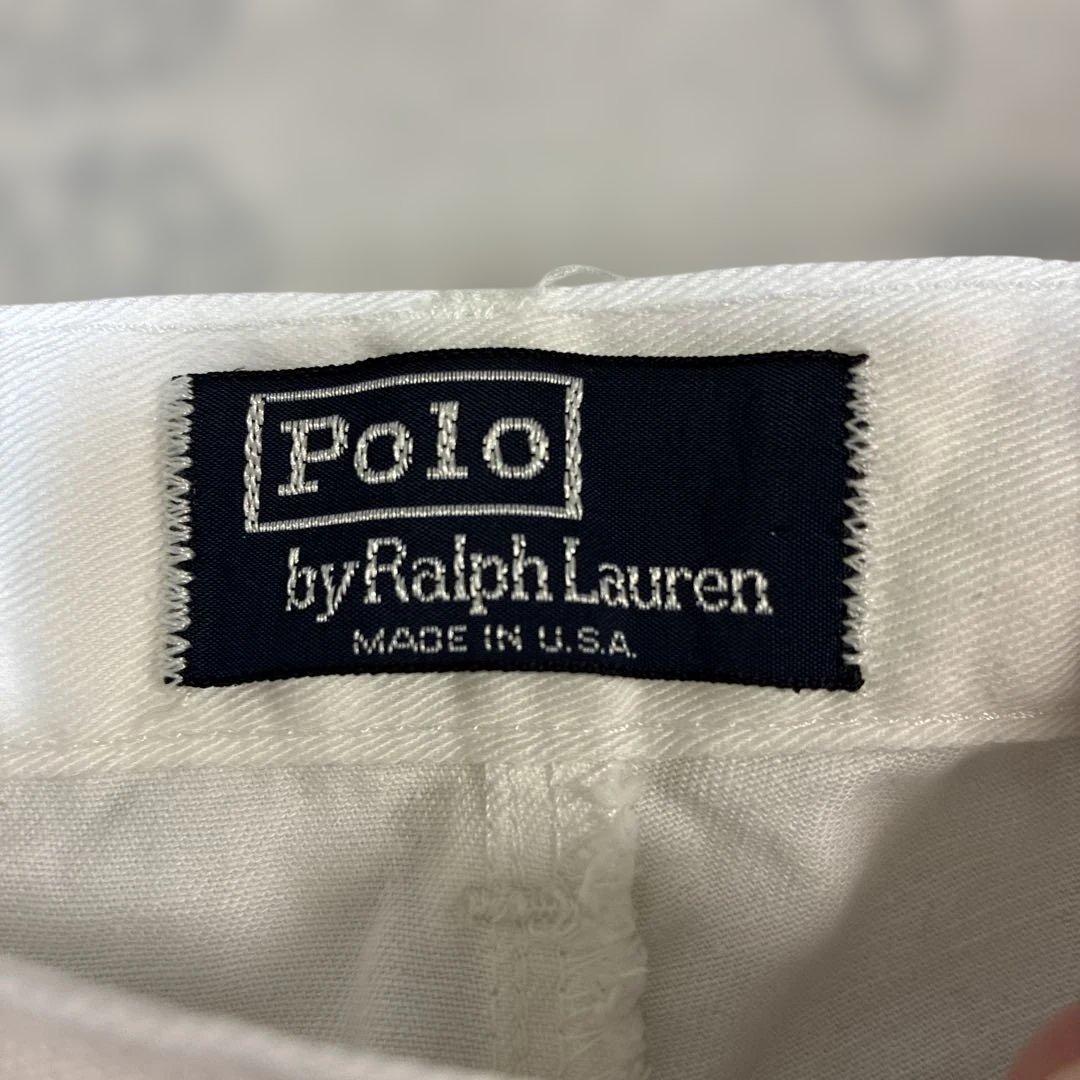 Polo
by Ralph Lauren
MADE IN U.S.A.